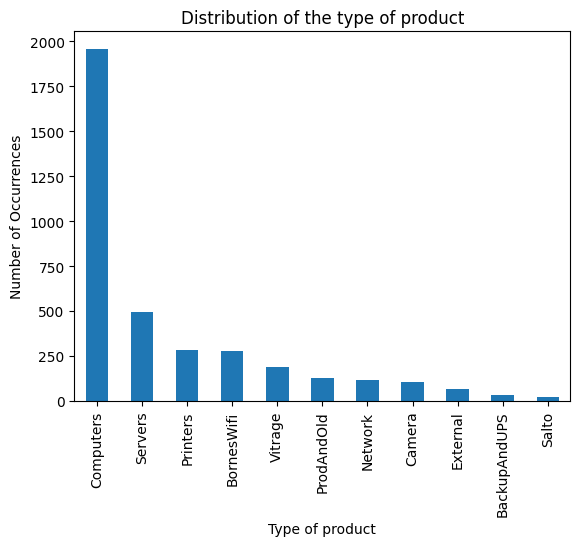 Distribution of the type of product
2000
1750
1500
1250
1000
750
500
250
0
Number of Occurrences
Computers
Servers
Printers
BornesWifi
Vitrage
ProdAndOld
Network
Camera
External
BackupAndUPS
Salto
Type of product